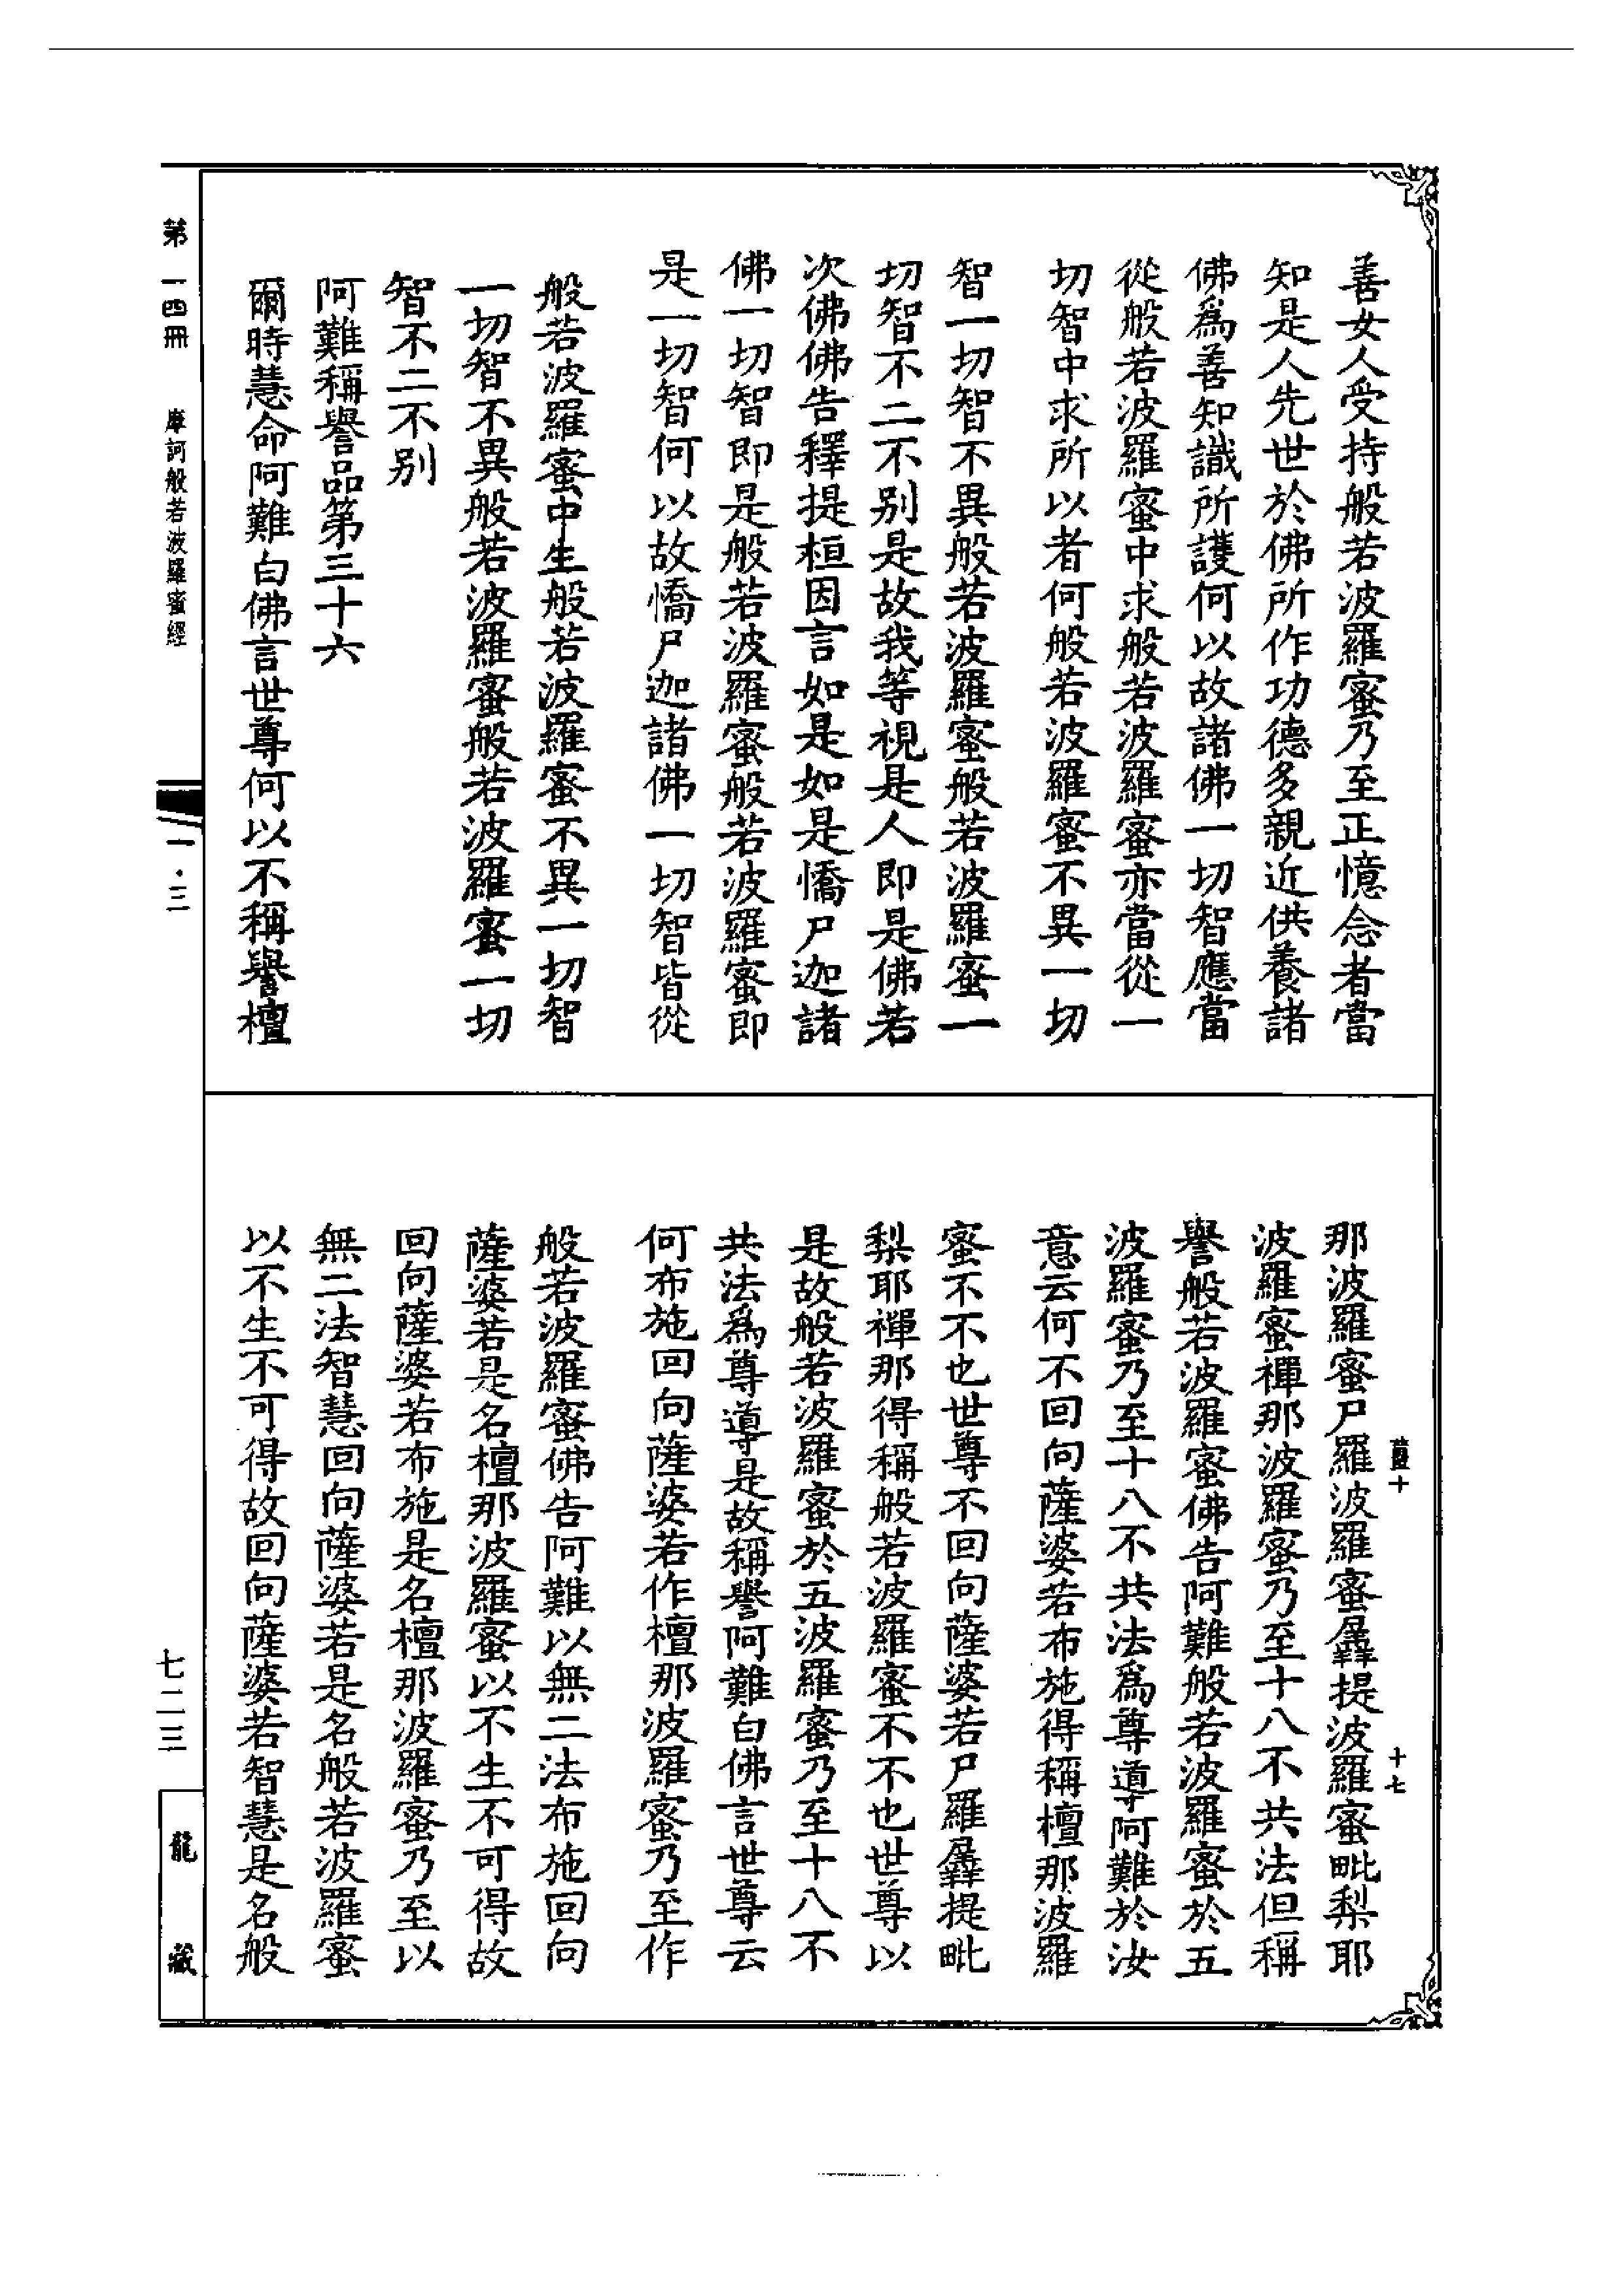 善女人受持般若波羅蜜乃至正憶念者當
知是人先世於佛所作功德多親近供養諸
佛爲善知識所護何以故諸佛一切智應當
從般若波羅蜜中求般若波羅蜜亦當從一
切智中求所以者何般若波羅蜜不異一切
智一切智不異般若波羅蜜般若波羅蜜一
切智不二不别是故我等視是人即是佛若
次佛佛告釋提桓因言如是如是憍尸迦諸
佛一切智即是般若波羅蜜般若波羅蜜即
是一切智何以故憍尸迦諸佛一切智皆從
般若波羅蜜中生般若波羅蜜不異一切智
一切智不異般若波羅蜜般若波羅蜜一切
智不二不别
阿難稱譽品第三十六
爾時慧命阿難白佛言世尊何以不稱譽檀
第一四冊 摩訶般若波羅蜜經
一·三
薑十 十七
那波羅蜜尸羅波羅蜜羼提波羅蜜毗梨耶
波羅蜜禪那波羅蜜乃至十八不共法但稱
譽般若波羅蜜佛告阿難般若波羅蜜於五
波羅蜜乃至十八不共法爲尊導阿難於汝
意云何不回向薩婆若布施得稱檀那波羅
蜜不不也世尊不回向薩婆若尸羅羼提毗
梨耶禪那得稱般若波羅蜜不不也世尊以
是故般若波羅蜜於五波羅蜜乃至十八不
共法爲尊導是故稱譽阿難白佛言世尊云
何布施回向薩婆若作檀那波羅蜜乃至作
般若波羅蜜佛告阿難以無二法布施回向
薩婆若是名檀那波羅蜜以不生不可得故
回向薩婆若布施是名檀那波羅蜜乃至以
無二法智慧回向薩婆若是名般若波羅蜜
以不生不可得故回向薩婆若智慧是名般
七二三
龍藏